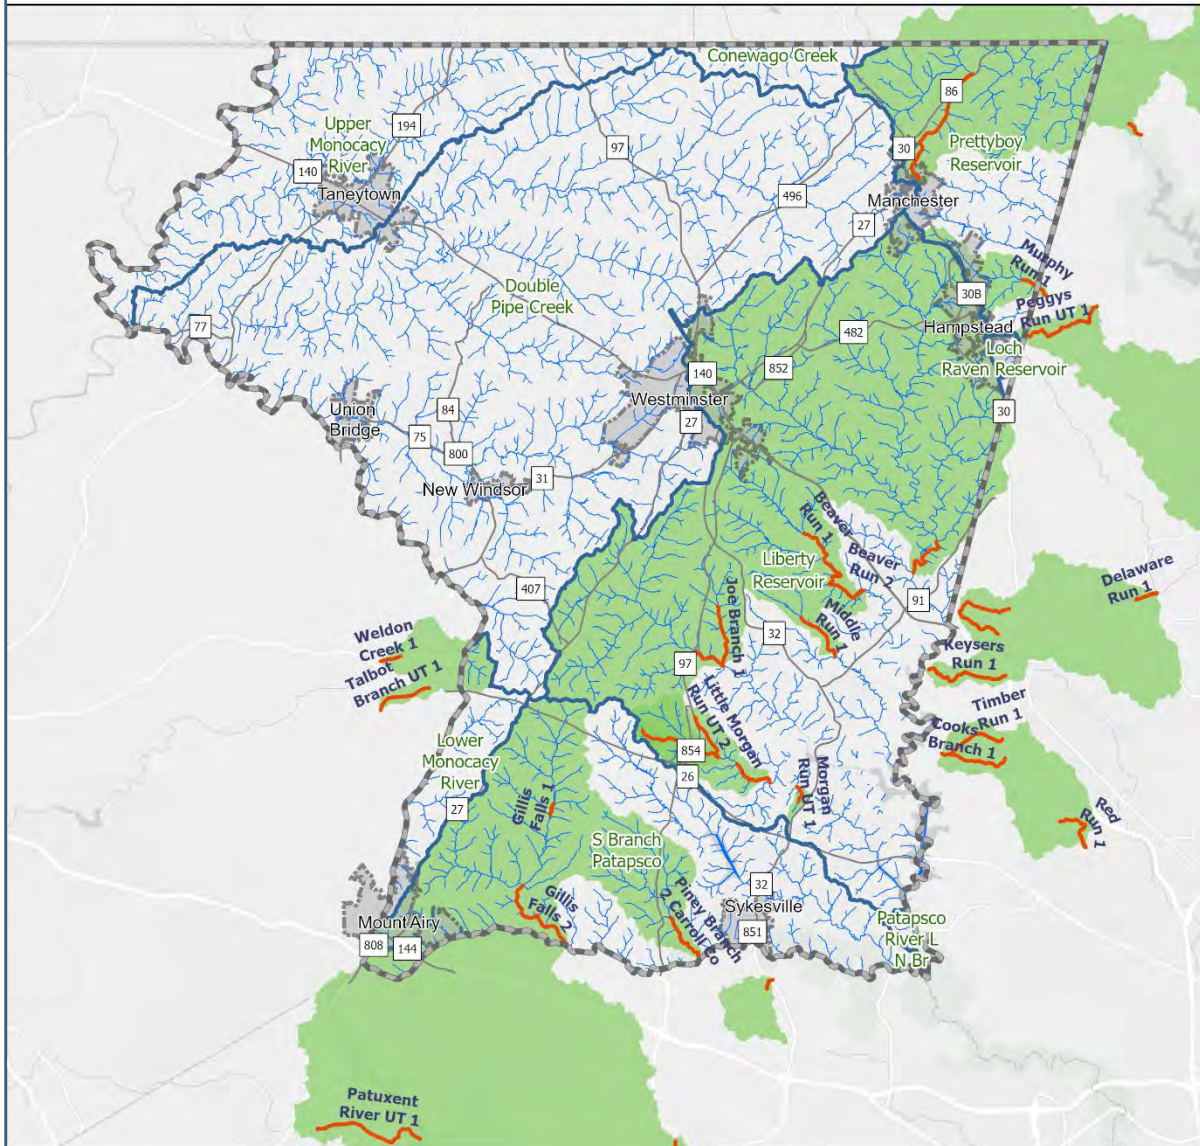 Conewago Creek
86
Upper
Monocacy
River
194
97
30
Prettyboy
Reservoir
140
Taneytown
496
Manchester
27
Murphy
Run 1
Double
Pipe Creek
30B
Peggys
Run UT 1
77
482
Hampstead
Loch
Raven Reservoir
140
852
Westminster
Union
Bridge
84
27
30
75
800
New Windsor
31
Beaver
Run 1
Beaver
Run 2
Liberty
Reservoir
Delaware
Run 1
407
91
Joe Branch 1
Middle
Run 1
32
Weldon
Creek 1
Keysers
Run 1
97
Talbot
Branch UT 1
Little Morgan
Run UT 2
Timber
Run 1
Cooks
Branch 1
Lower
Monocacy
River
854
26
Morgan
Run UT 1
27
Gillis
Falls 1
Red
Run 1
S Branch
Patapsco
32
Gillis
Falls 2
Piney Branch
2 Carroll Co
Sykesville
Mount Airy
851
Patapsco
River L
N Br
808
144
Patuxent
River UT 1